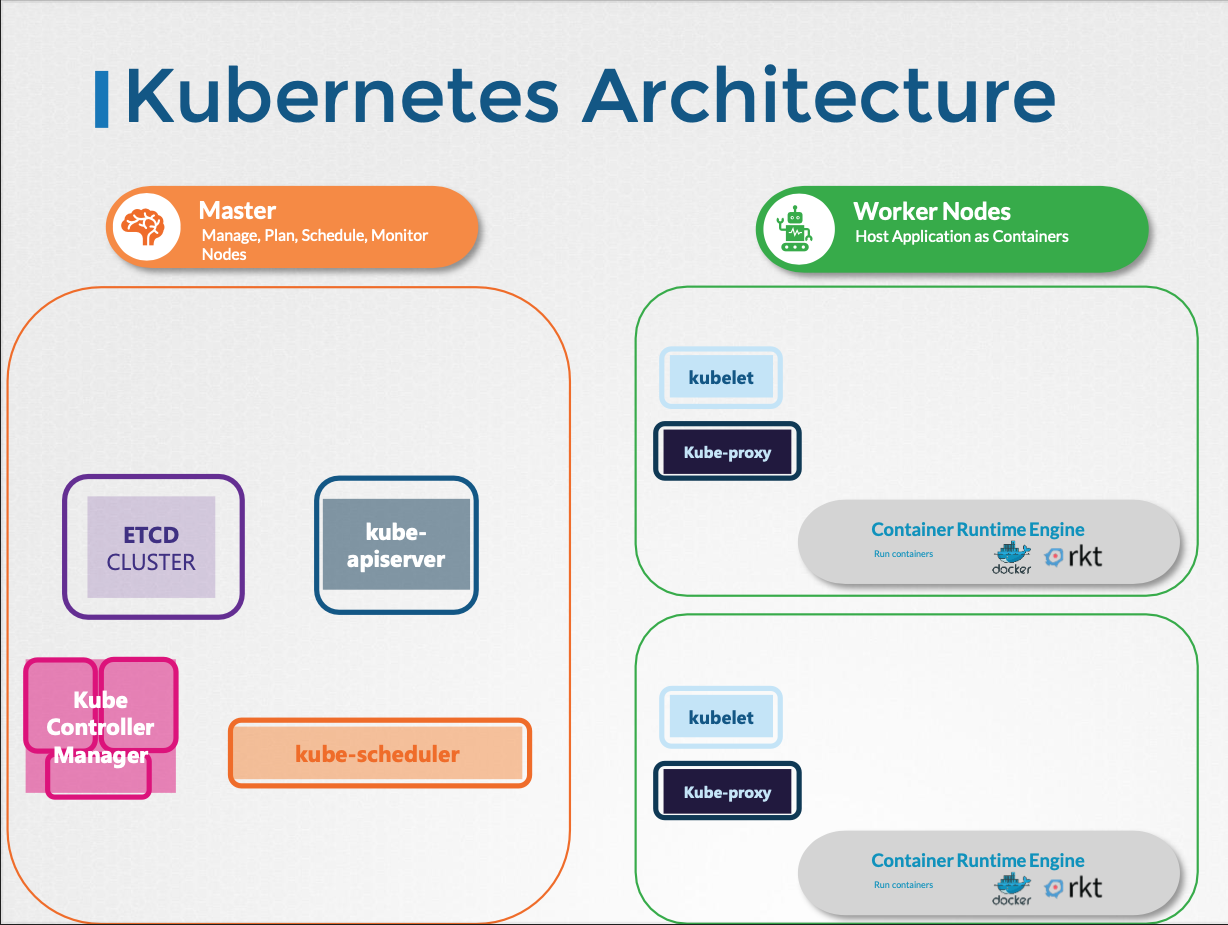 Kubernetes Architecture
Master
Manage, Plan, Schedule, Monitor
Nodes
ETCD
CLUSTER
kube-
apiserver
Kube
Controller
Manager
kube-scheduler
Worker Nodes
Host Application as Containers
kubelet
Kube-proxy
Container Runtime Engine
Run containers
docker
rkt
kubelet
Kube-proxy
Container Runtime Engine
Run containers
docker
rkt